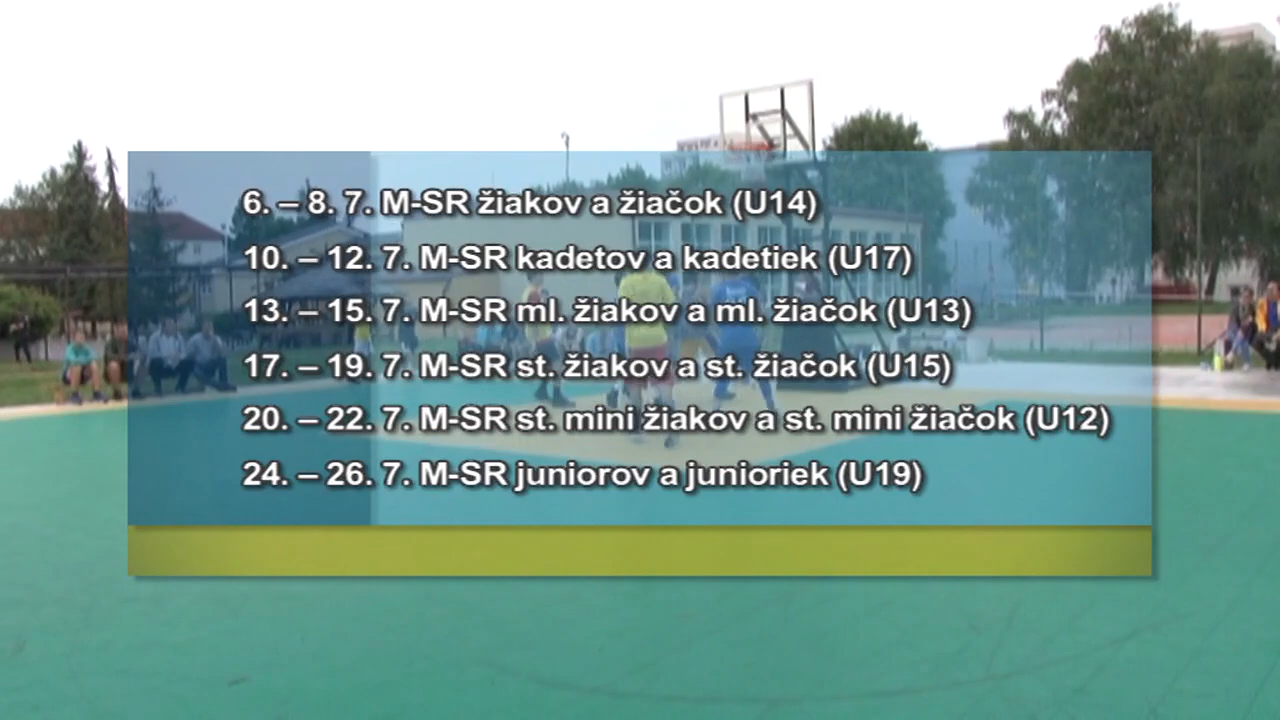 6. – 8. 7. M-SR žiakov a žiačok (U14)
10. – 12. 7. M-SR kadetov a kadetiek (U17)
13. – 15. 7. M-SR ml. žiakov a ml. žiačok (U13)
17. – 19. 7. M-SR st. žiakov a st. žiačok (U15)
20. – 22. 7. M-SR st. mini žiakov a st. mini žiačok (U12)
24. – 26. 7. M-SR juniorov a junioriek (U19)